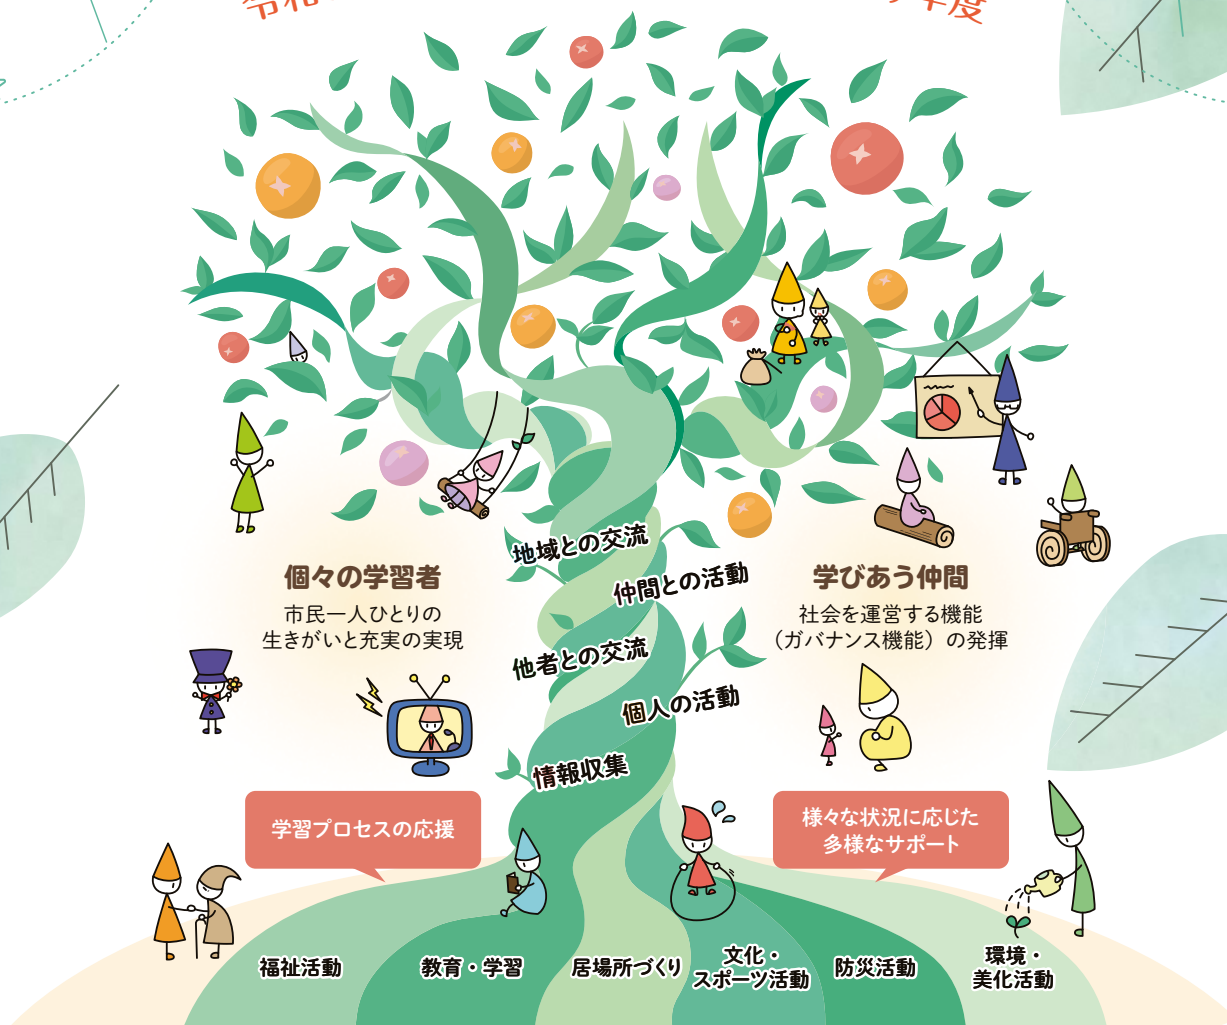 年度
地域との交流
仲間との活動
個々の学習者
市民一人ひとりの
生きがいと充実の実現
学びあう仲間
社会を運営する機能
（ガバナンス機能）の発揮
他者との交流
個人の活動
情報収集
学習プロセスの応援
様々な状況に応じた
多様なサポート
福祉活動
教育・学習
居場所づくり
文化・
スポーツ活動
防災活動
環境・
美化活動